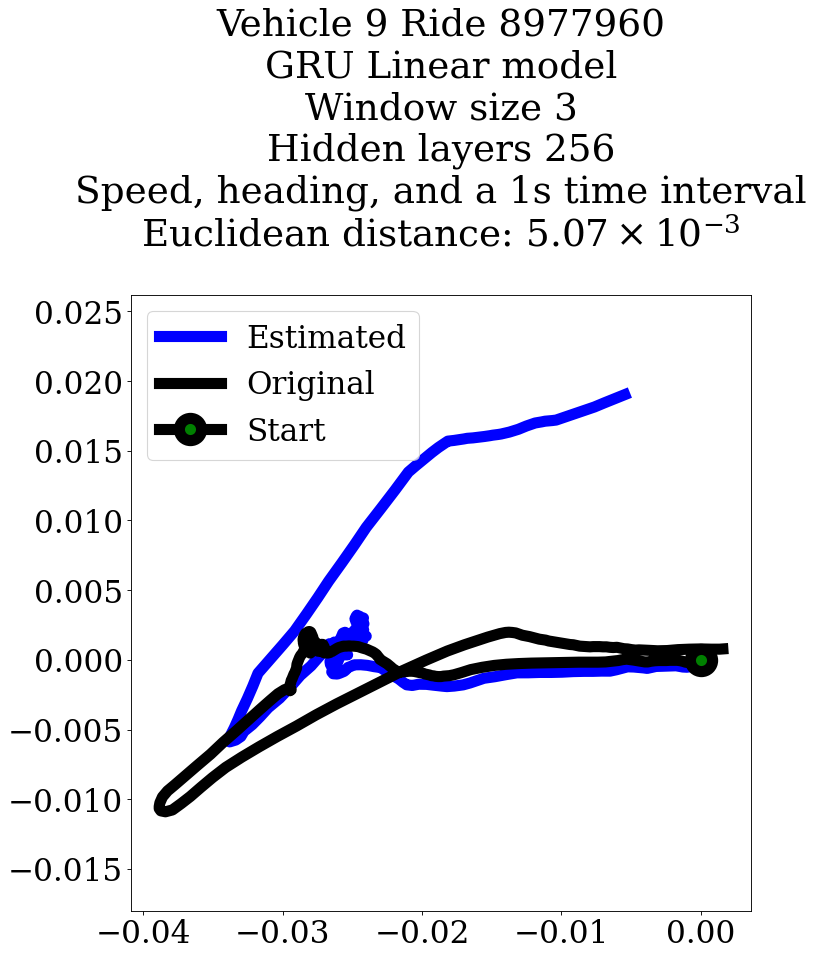 Vehicle 9 Ride 8977960
GRU Linear model
Window size 3
Hidden layers 256
Speed, heading, and a 1s time interval
Euclidean distance: 5.07 × 10⁻³
Estimated
Original
Start
0.025
0.020
0.015
0.010
0.005
0.000
−0.005
−0.010
−0.015
−0.04 −0.03 −0.02 −0.01 0.00